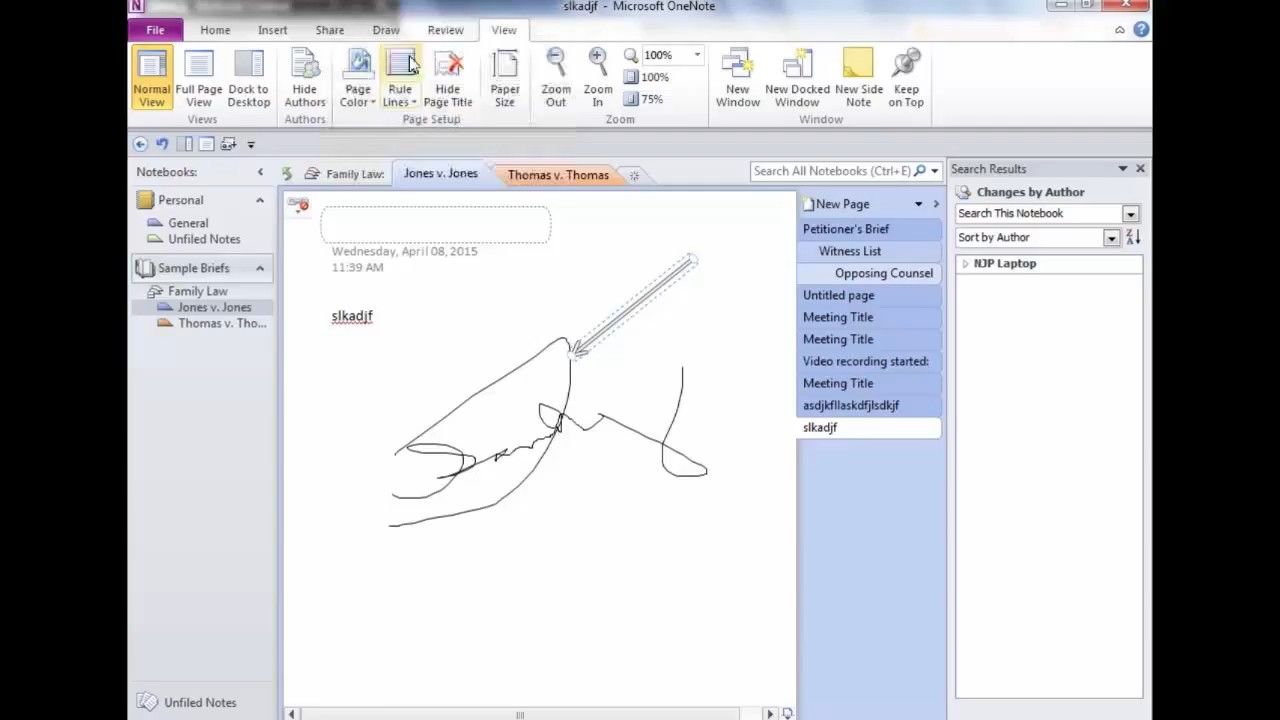 slkadjf - Microsoft OneNote
File Home Insert Share Draw Review View
Normal View
Full Page View
Dock to Desktop
Views
Hide Authors
Authors
Page Color
Rule Lines
Hide Page Title
Paper Size
Page Setup
Zoom Out
Zoom In
100%
100%
75%
Zoom
New Window
New Docked Window
New Side Note
Keep on Top
Window
Notebooks:
Personal
General
Unfiled Notes
Sample Briefs
Family Law
Jones v. Jones
Thomas v. Tho...
Unfiled Notes
Family Law: Jones v. Jones Thomas v. Thomas
Search All Notebooks (Ctrl+E)
Wednesday, April 08, 2015
11:39 AM
slkadjf
New Page
Petitioner's Brief
Witness List
Opposing Counsel
Untitled page
Meeting Title
Meeting Title
Video recording started:
Meeting Title
asdjkfllaskdfjlsdkjf
slkadjf
Search Results
Changes by Author
Search This Notebook
Sort by Author
NJP Laptop